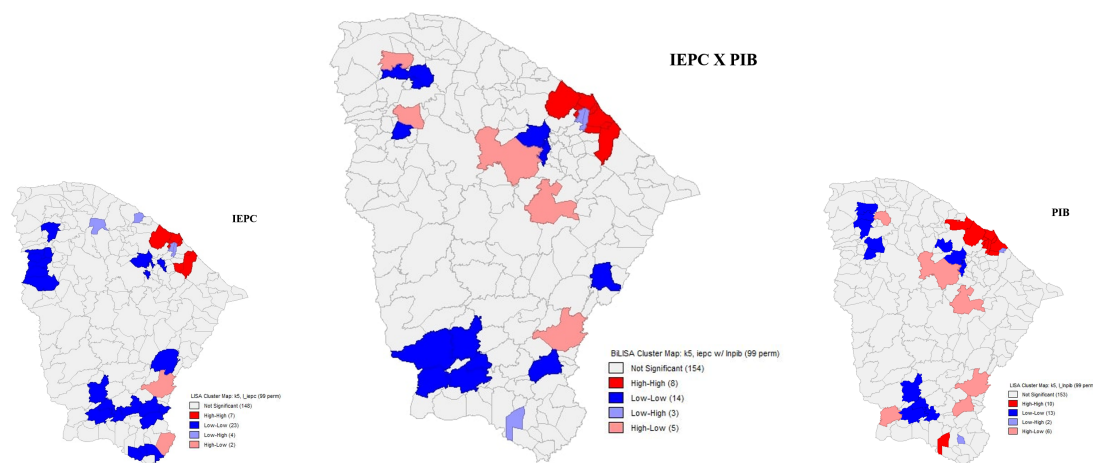 IEPC X PIB
BiLISA Cluster Map: k5, iepc w/ lnpib (99 perm)
Not Significant (154)
High-High (8)
Low-Low (14)
Low-High (3)
High-Low (5)
IEPC
LISA Cluster Map: k5, I_iepc (99 perm)
Not Significant (148)
High-High (7)
Low-Low (23)
Low-High (4)
High-Low (2)
PIB
LISA Cluster Map: k5, I_lnpib (99 perm)
Not Significant (153)
High-High (10)
Low-Low (13)
Low-High (2)
High-Low (6)